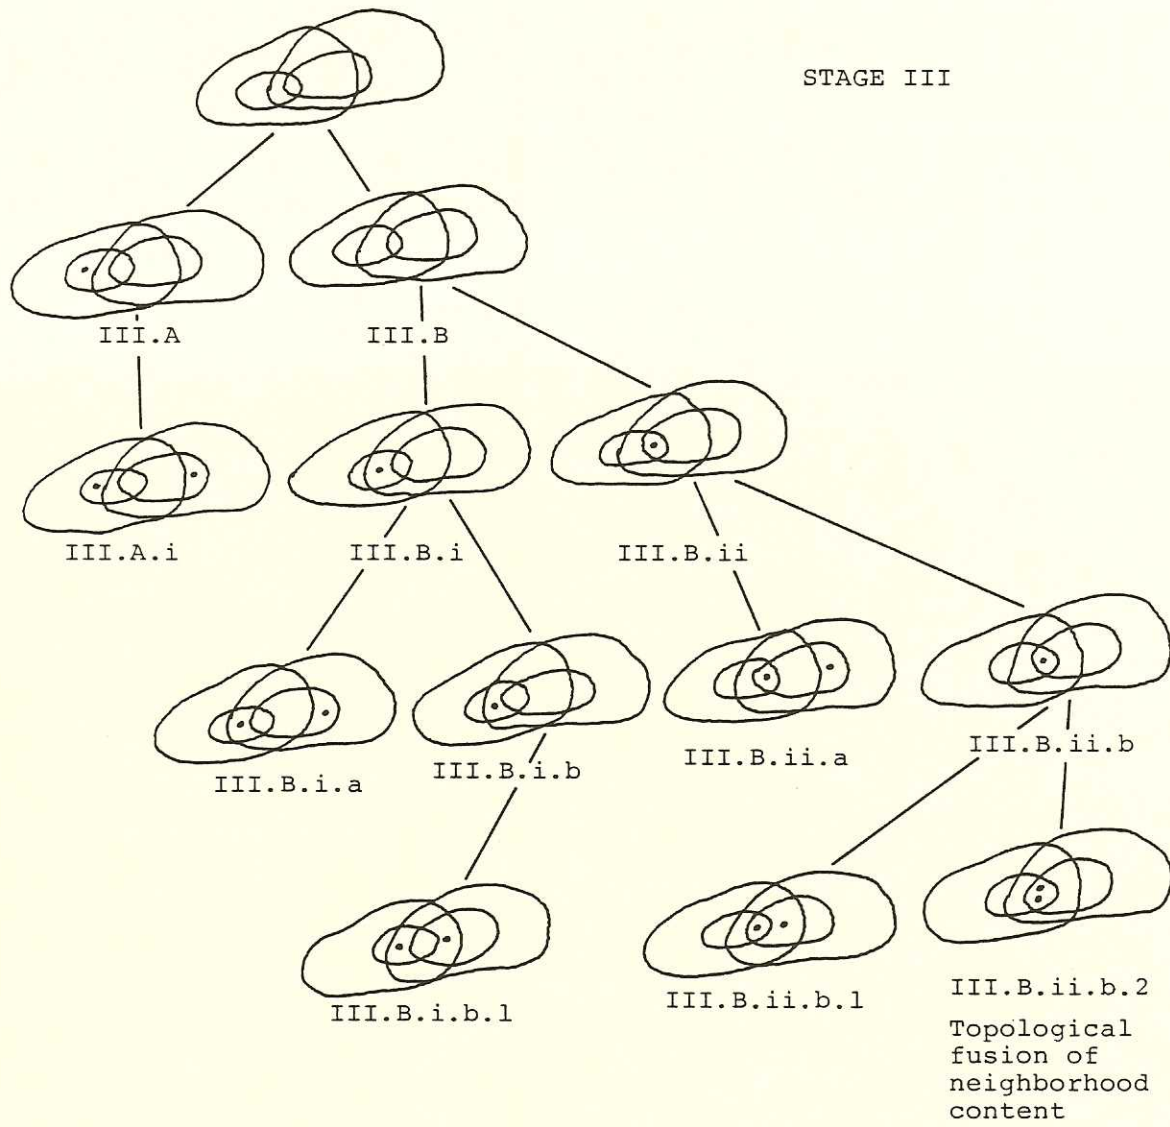 STAGE III
III.A
III.B
III.A.i
III.B.i
III.B.ii
III.B.i.a
III.B.i.b
III.B.ii.a
III.B.ii.b
III.B.i.b.1
III.B.ii.b.1
III.B.ii.b.2
Topological
fusion of
neighborhood
content